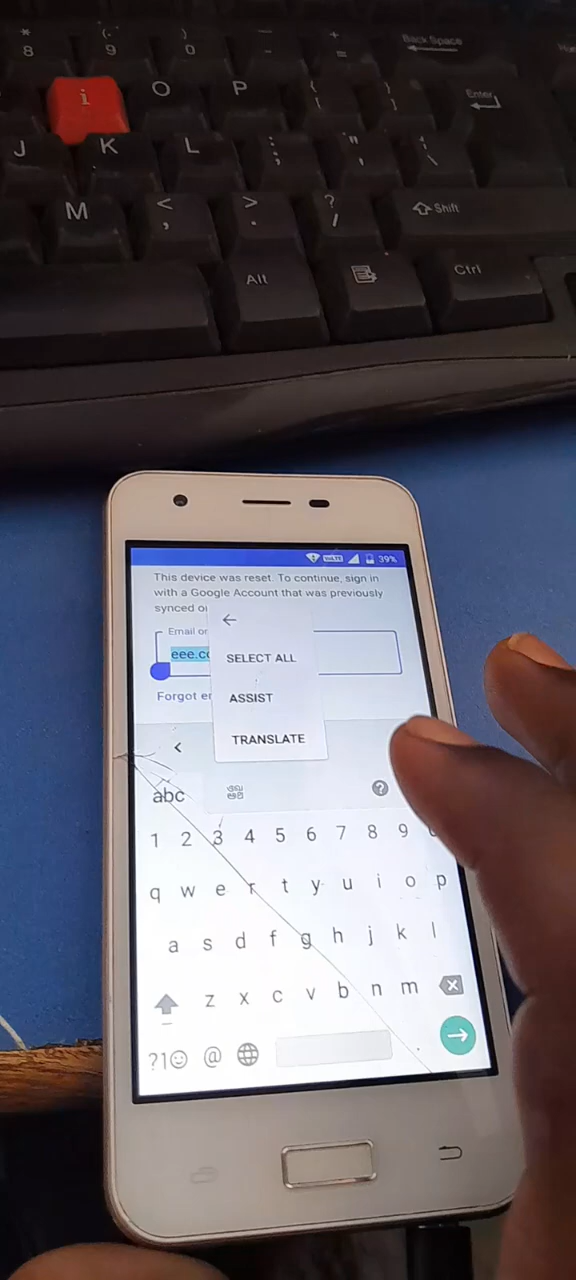 *
8
(·
9
)
0
–
+
=
Back Space
i
O
P
{
[
}
]
Enter
J
K
L
:
;
"
'
\
M
<
,
>
.
?
/
Shift
Alt
Ctrl
VoLTE 39%
This device was reset. To continue, sign in
with a Google Account that was previously
synced
Email or
eee.co
SELECT ALL
Forgot
ASSIST
TRANSLATE
<
abc
?
1 2 3 4 5 6 7 8 9
q w e r t y u i o p
a s d f g h j k l
z x c v b n m
?1☺ @